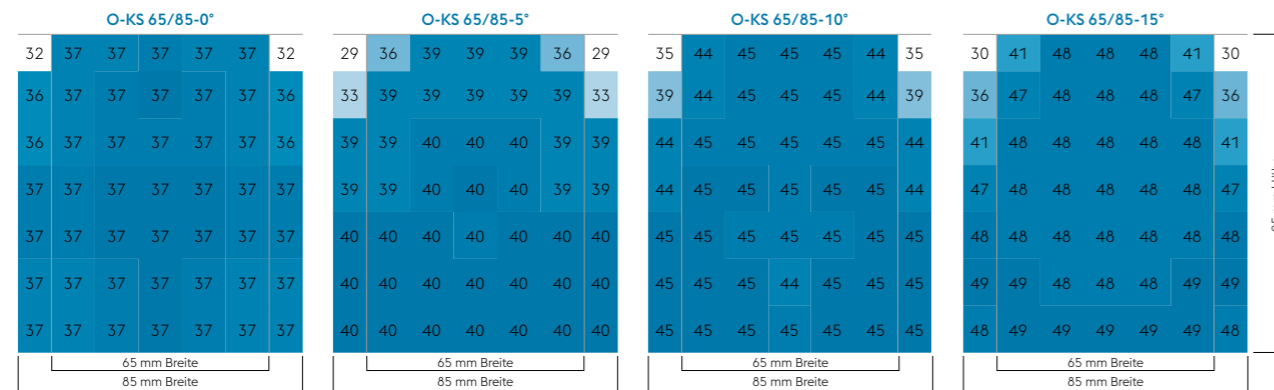 O-KS 65/85-0° O-KS 65/85-5° O-KS 65/85-10° O-KS 65/85-15°
32 37 37 37 37 37 32 29 36 39 39 39 36 29 35 44 45 45 45 44 35 30 41 48 48 48 41 30
36 37 37 37 37 37 36 33 39 39 39 39 39 33 39 44 45 45 45 44 39 36 47 48 48 48 47 36
36 37 37 37 37 37 36 39 39 40 40 40 39 39 44 45 45 45 45 45 44 41 48 48 48 48 48 41
37 37 37 37 37 37 37 39 39 40 40 40 39 39 44 45 45 45 45 45 44 47 48 48 48 48 48 47
37 37 37 37 37 37 37 40 40 40 40 40 40 40 45 45 45 45 45 45 45 48 48 48 48 48 48 48
37 37 37 37 37 37 37 40 40 40 40 40 40 40 45 45 45 44 45 45 45 49 49 48 48 48 49 49
37 37 37 37 37 37 37 40 40 40 40 40 40 40 45 45 45 45 45 45 45 48 49 49 49 49 49 48
65 mm Breite 65 mm Breite 65 mm Breite 65 mm Breite
85 mm Breite 85 mm Breite 85 mm Breite 85 mm Breite